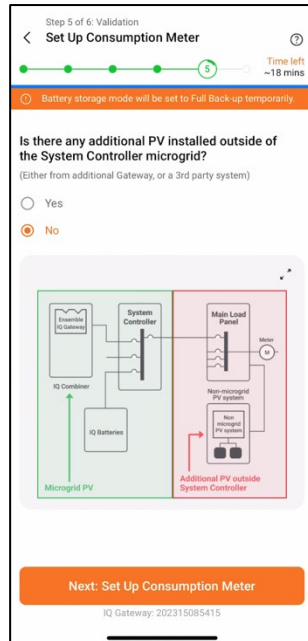 Step 5 of 6: Validation
Set Up Consumption Meter
5
Time left
~18 mins
Battery storage mode will be set to Full Back-up temporarily.
Is there any additional PV installed outside of
the System Controller microgrid?
(Either from additional Gateway, or a 3rd party system)
Yes
No
Ensemble
IQ Gateway
IQ Combiner
System
Controller
IQ Batteries
Microgrid PV
Main Load
Panel
Meter
M
Non-microgrid
PV system
Non
microgrid
PV system
Additional PV outside
System Controller
Next: Set Up Consumption Meter
IQ Gateway: 202315085415